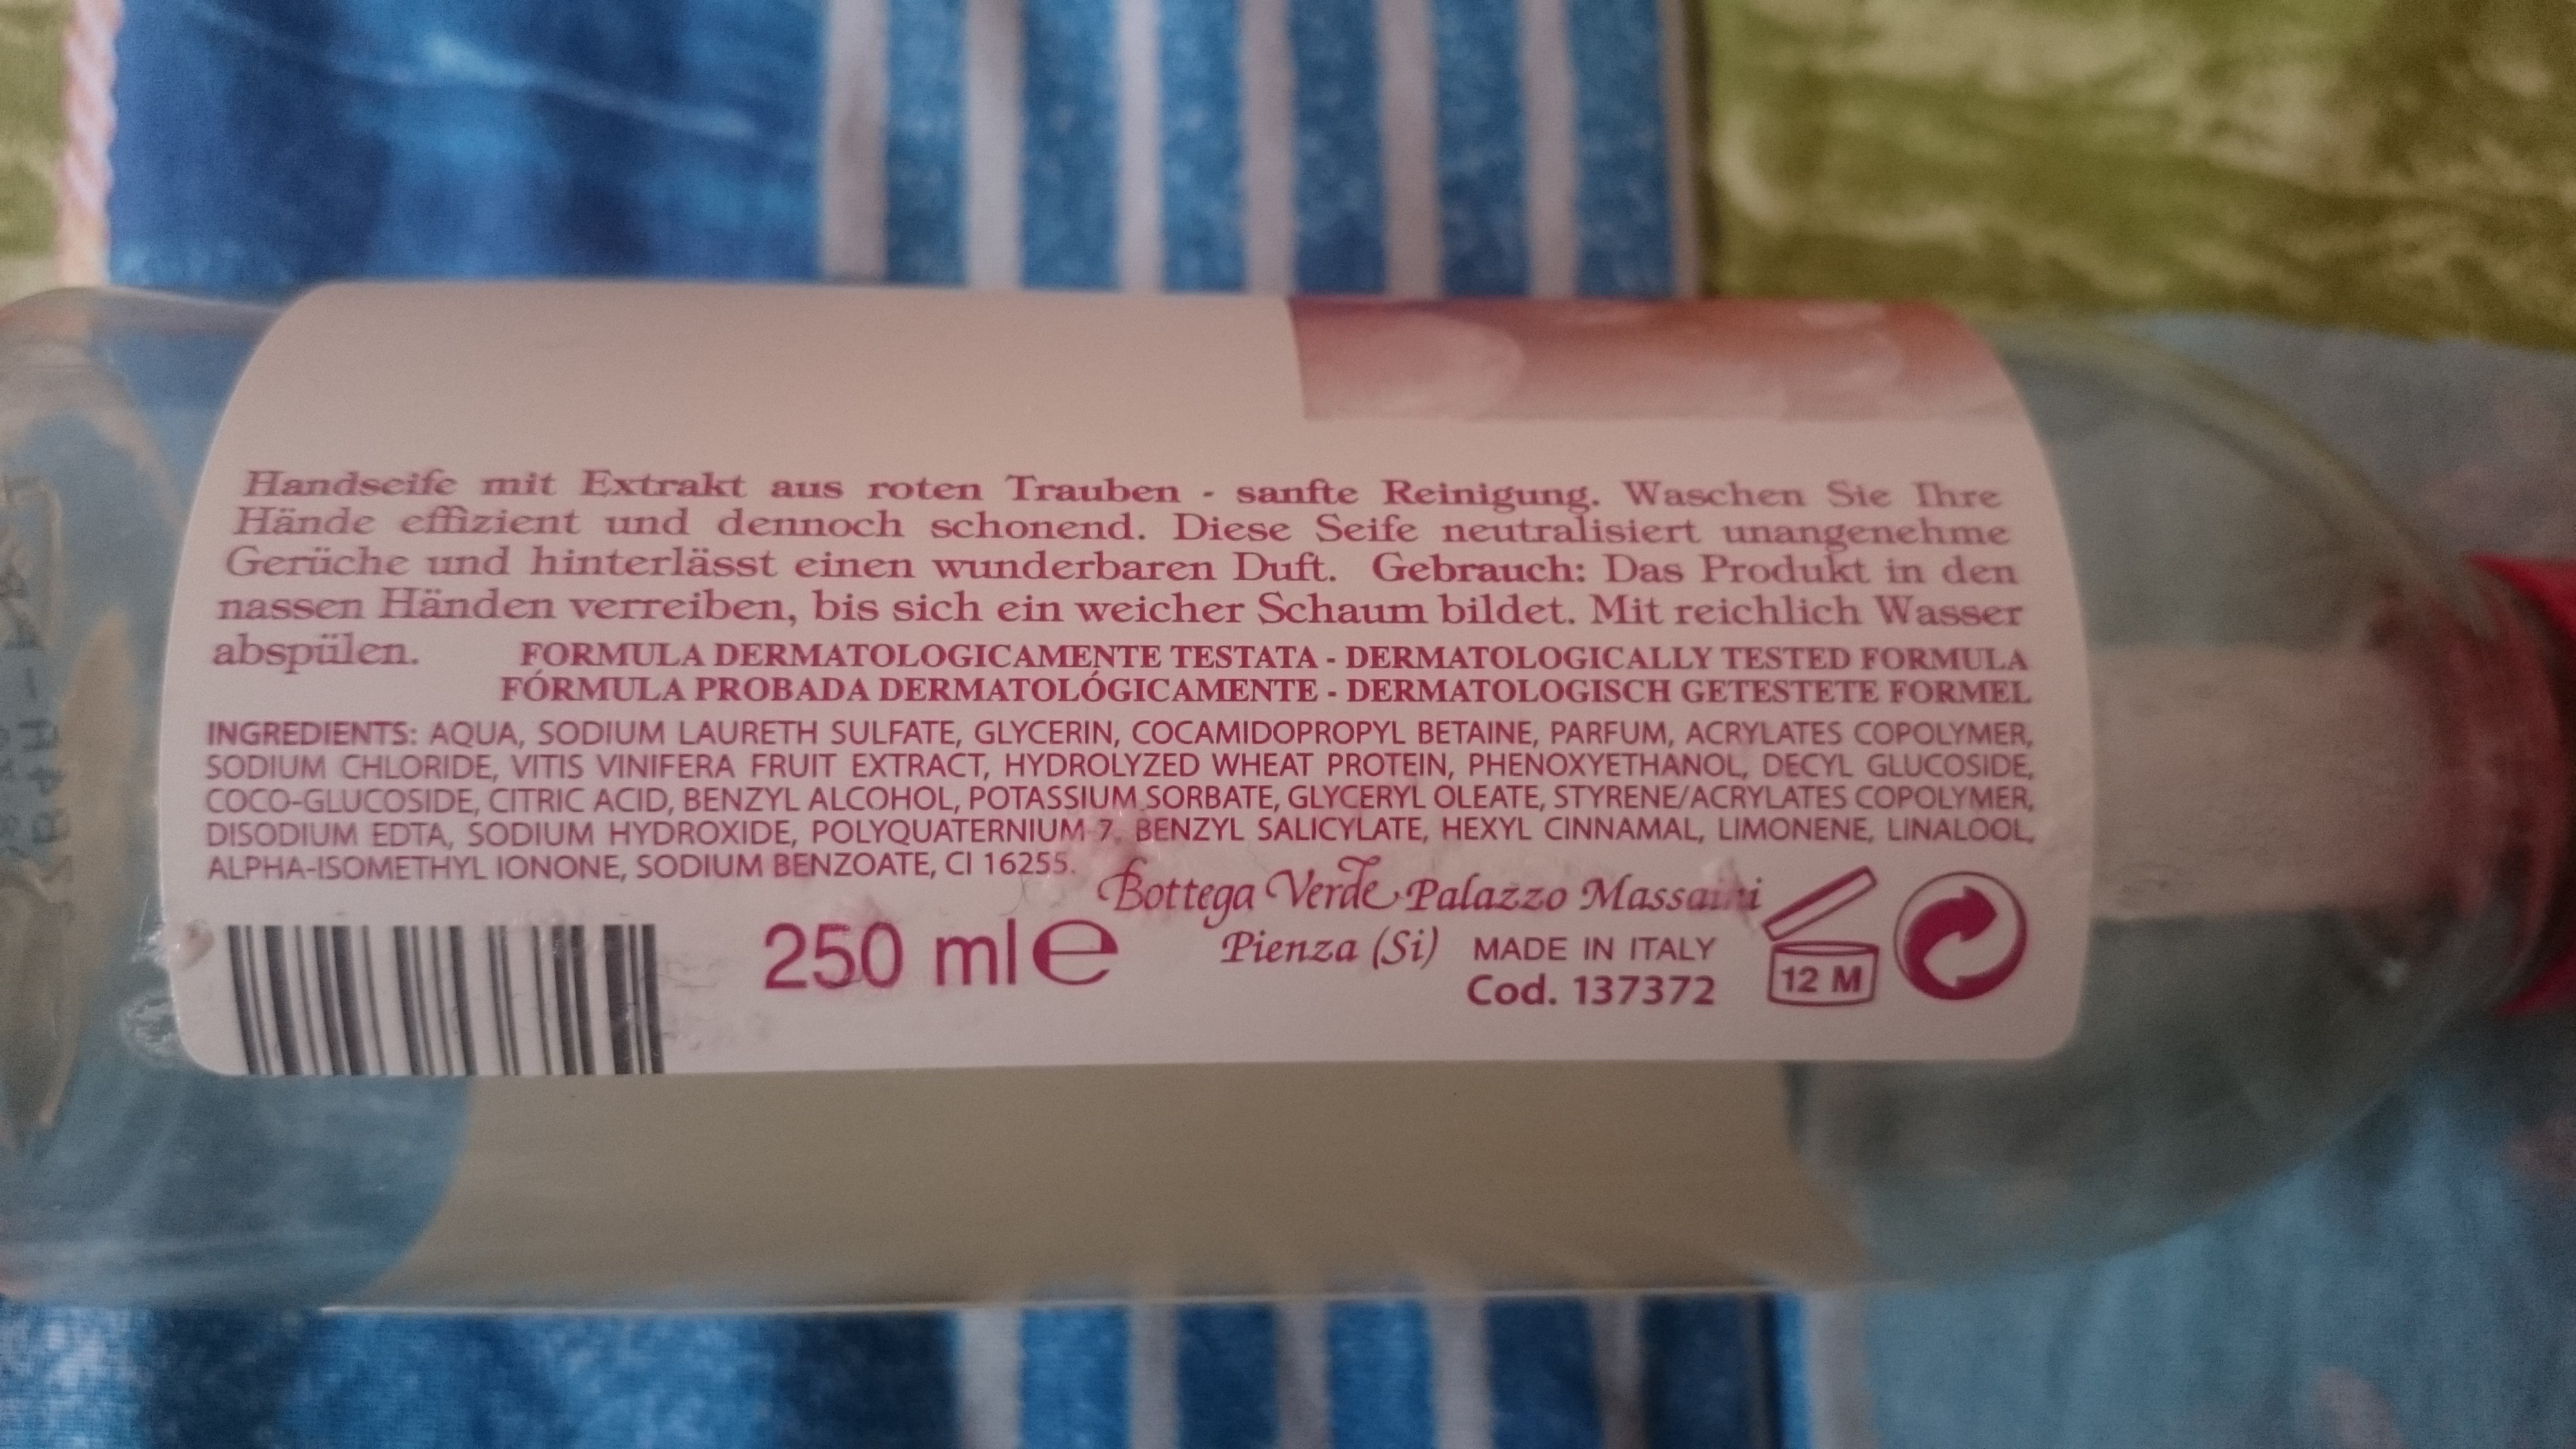 Handseife mit Extrakt aus roten Trauben - sanfte Reinigung. Waschen Sie Ihre
Hände effizient und dennoch schonend. Diese Seife neutralisiert unangenehme
Gerüche und hinterlässt einen wunderbaren Duft. Gebrauch: Das Produkt in den
nassen Händen verreiben, bis sich ein weicher Schaum bildet. Mit reichlich Wasser
abspülen. FORMULA DERMATOLOGICAMENTE TESTATA - DERMATOLOGICALLY TESTED FORMULA
FÓRMULA PROBADA DERMATOLÓGICAMENTE - DERMATOLOGISCH GETESTETE FORMEL
INGREDIENTS: AQUA, SODIUM LAURETH SULFATE, GLYCERIN, COCAMIDOPROPYL BETAINE, PARFUM, ACRYLATES COPOLYMER,
SODIUM CHLORIDE, VITIS VINIFERA FRUIT EXTRACT, HYDROLYZED WHEAT PROTEIN, PHENOXYETHANOL, DECYL GLUCOSIDE,
COCO-GLUCOSIDE, CITRIC ACID, BENZYL ALCOHOL, POTASSIUM SORBATE, GLYCERYL OLEATE, STYRENE/ACRYLATES COPOLYMER,
DISODIUM EDTA, SODIUM HYDROXIDE, POLYQUATERNIUM-7, BENZYL SALICYLATE, HEXYL CINNAMAL, LIMONENE, LINALOOL,
ALPHA-ISOMETHYL IONONE, SODIUM BENZOATE, CI 16255.
Bottega Verde Palazzo Massaini
Pienza (Si) MADE IN ITALY
Cod. 137372
250 ml e
12 M